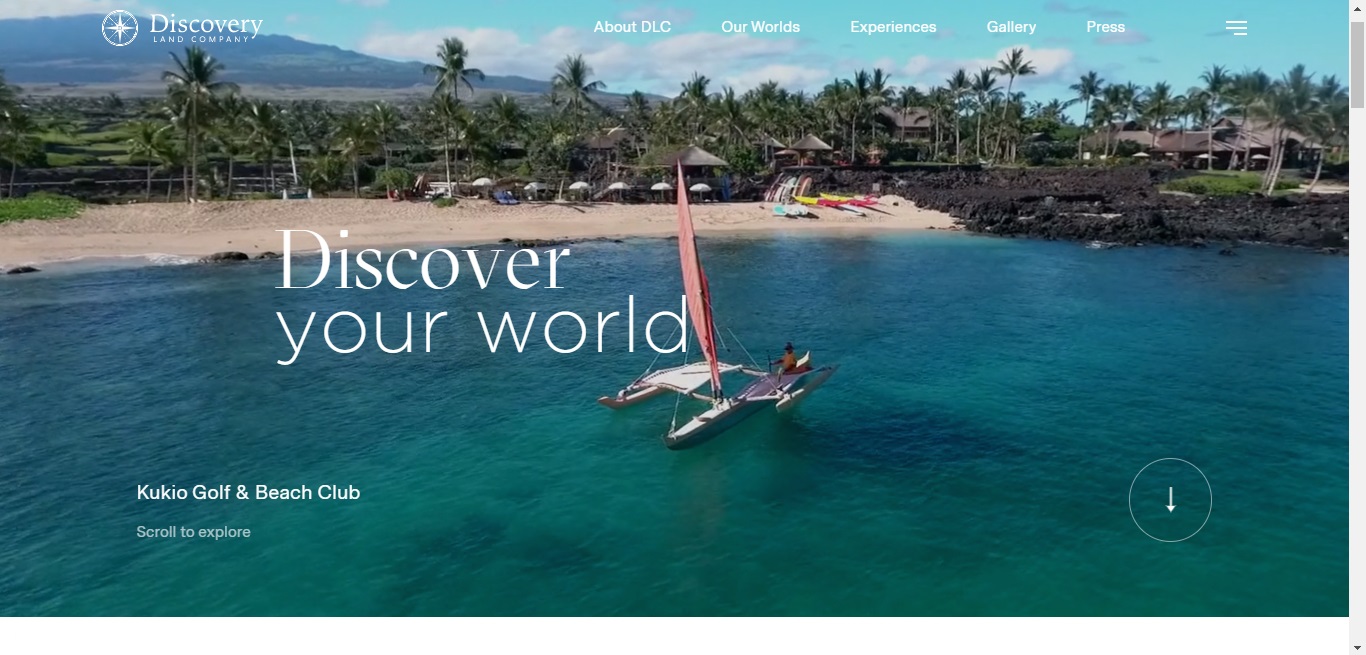 Discovery
LAND COMPANY
About DLC
Our Worlds
Experiences
Gallery
Press
Discover
your world
Kukio Golf & Beach Club
Scroll to explore